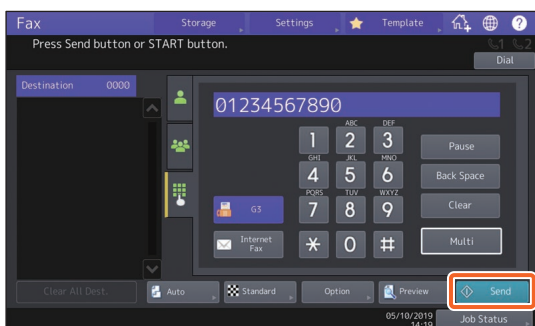 Fax
Storage
Settings
Template
?
Press Send button or START button.
1
2
Dial
Destination 0000
01234567890
1
ABC
2
DEF
3
Pause
GHI
4
JKL
5
MNO
6
Back Space
PQRS
7
TUV
8
WXYZ
9
Clear
G3
Internet
Fax
*
0
#
Multi
Clear All Dest.
Auto
Standard
Option
Preview
Send
05/10/2019
14:19
Job Status